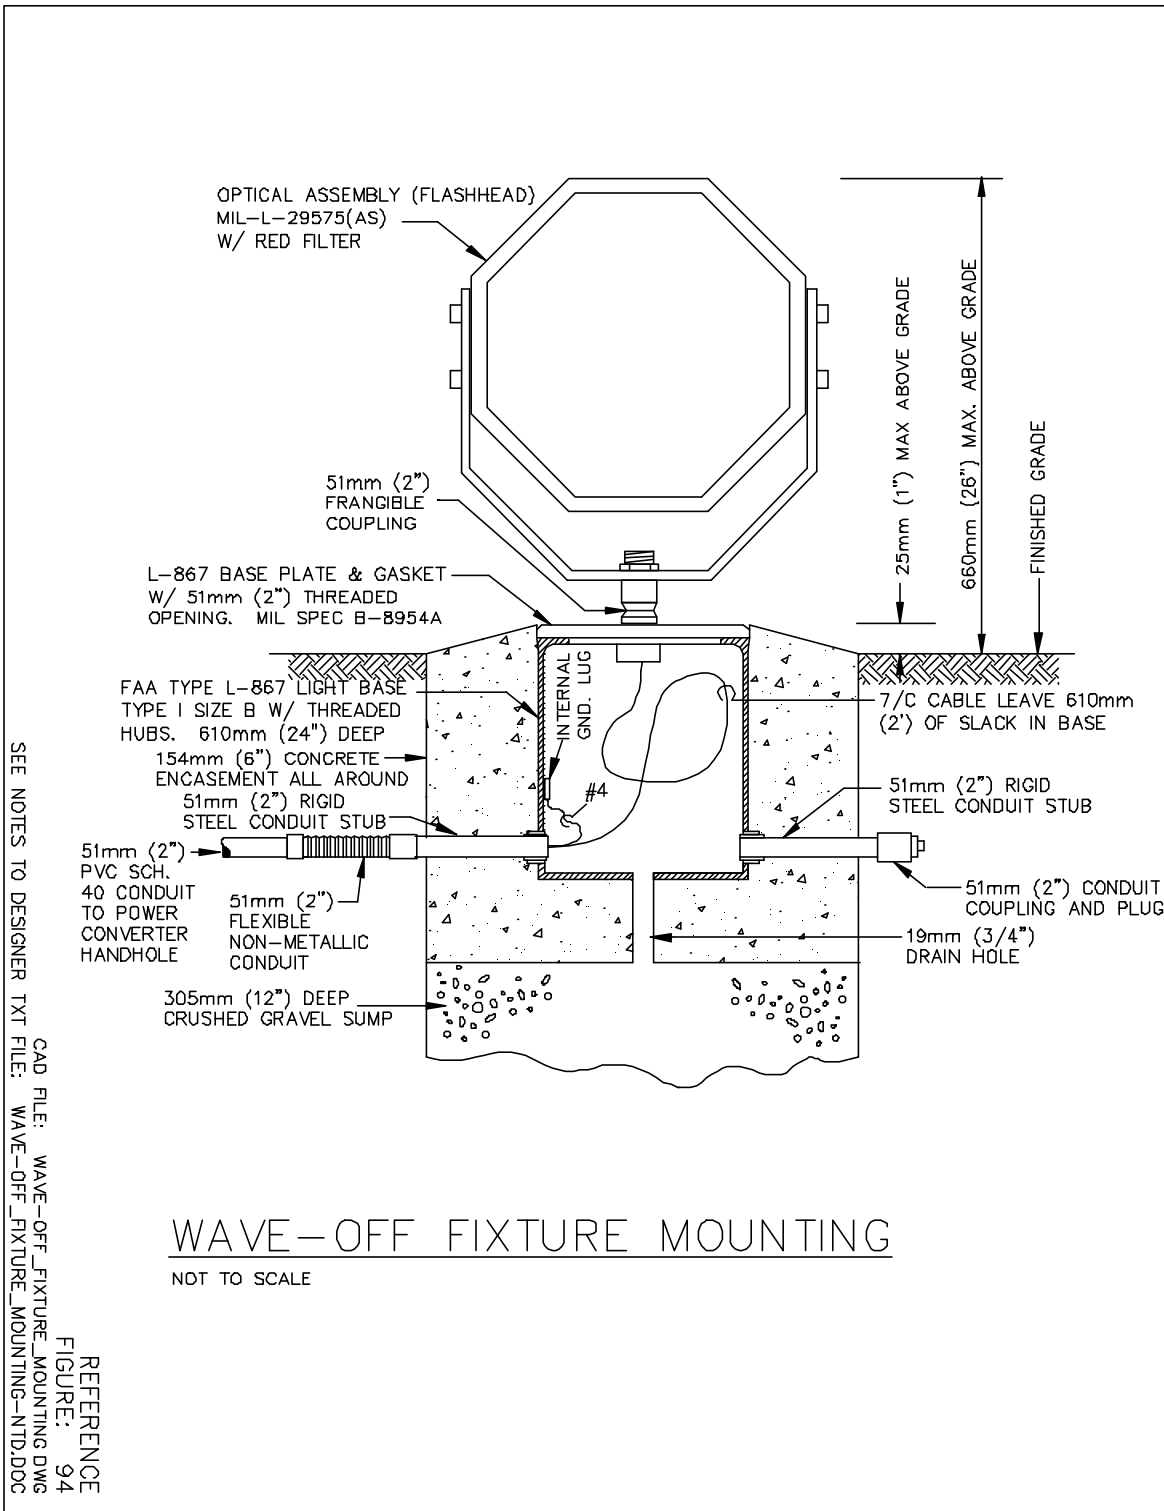 OPTICAL ASSEMBLY (FLASHHEAD)
MIL-L-29575(AS)
W/ RED FILTER
25mm (1") MAX ABOVE GRADE
660mm (26") MAX. ABOVE GRADE
FINISHED GRADE
51mm (2")
FRANGIBLE
COUPLING
L-867 BASE PLATE & GASKET
W/ 51mm (2") THREADED
OPENING. MIL SPEC B-8954A
INTERNAL
GND. LUG
FAA TYPE L-867 LIGHT BASE
TYPE I SIZE B W/ THREADED
HUBS. 610mm (24") DEEP
7/C CABLE LEAVE 610mm
(2') OF SLACK IN BASE
154mm (6") CONCRETE
ENCASEMENT ALL AROUND
#4
51mm (2") RIGID
STEEL CONDUIT STUB
51mm (2") RIGID
STEEL CONDUIT STUB
51mm (2")
PVC SCH.
40 CONDUIT
TO POWER
CONVERTER
HANDHOLE
51mm (2")
FLEXIBLE
NON-METALLIC
CONDUIT
51mm (2") CONDUIT
COUPLING AND PLUG
19mm (3/4")
DRAIN HOLE
305mm (12") DEEP
CRUSHED GRAVEL SUMP
WAVE-OFF FIXTURE MOUNTING
NOT TO SCALE
REFERENCE
FIGURE: 94
CAD FILE: WAVE-OFF_FIXTURE_MOUNTING.DWG
SEE NOTES TO DESIGNER TXT FILE: WAVE-OFF_FIXTURE_MOUNTING-NTD.DOC